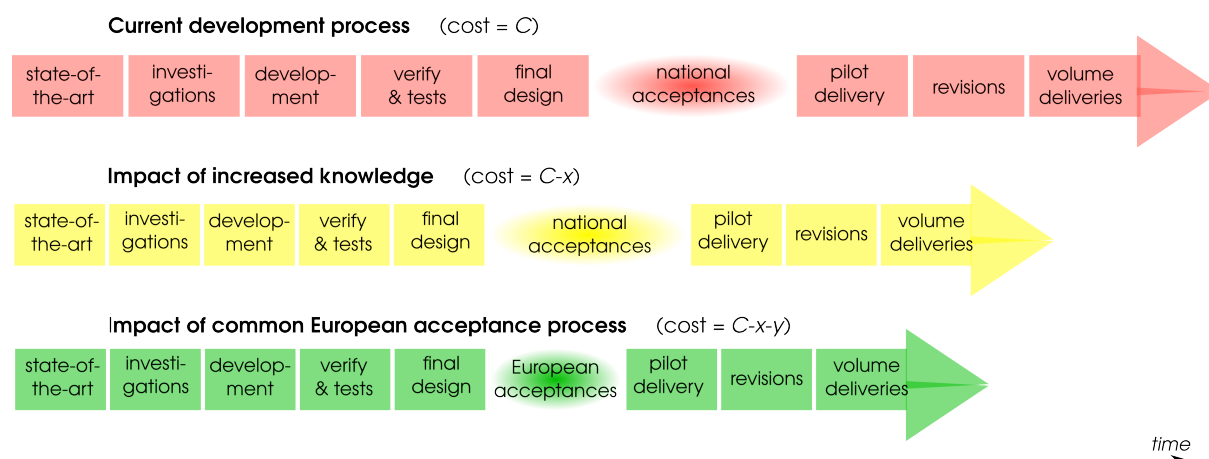 Current development process (cost = C)
state-of- investi- develop- verify final national pilot revisions volume
the-art gations ment & tests design acceptances delivery deliveries
Impact of increased knowledge (cost = C-x)
state-of- investi- develop- verify final national pilot revisions volume
the-art gations ment & tests design acceptances delivery deliveries
Impact of common European acceptance process (cost = C-x-y)
state-of- investi- develop- verify final European pilot revisions volume
the-art gations ment & tests design acceptances delivery deliveries
time